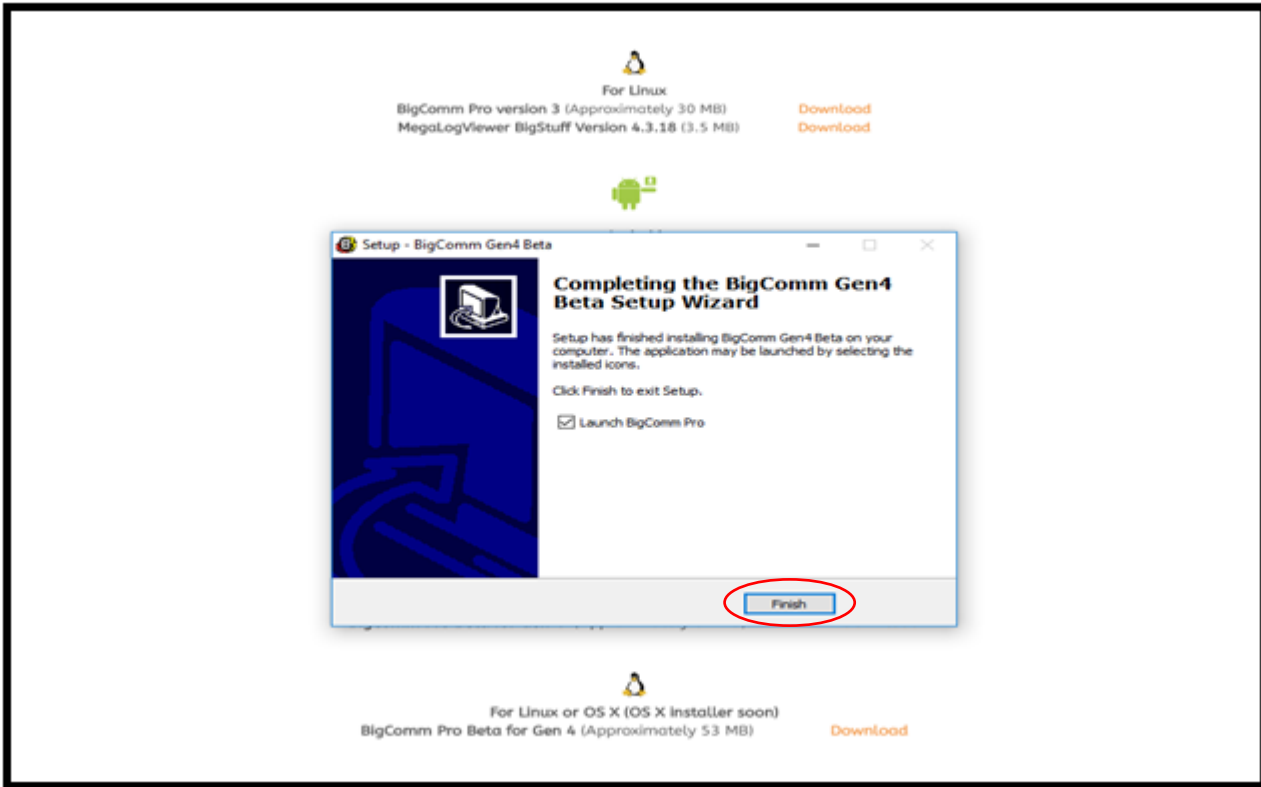 For Linux
BigComm Pro version 3 (Approximately 30 MB) Download
MegaLogViewer BigStuff Version 4.3.18 (3.5 MB) Download
Setup - BigComm Gen4 Beta
Completing the BigComm Gen4
Beta Setup Wizard
Setup has finished installing BigComm Gen4 Beta on your
computer. The application may be launched by selecting the
installed icons.
Click Finish to exit Setup.
Launch BigComm Pro
Finish
For Linux or OS X (OS X installer soon)
BigComm Pro Beta for Gen 4 (Approximately 53 MB) Download